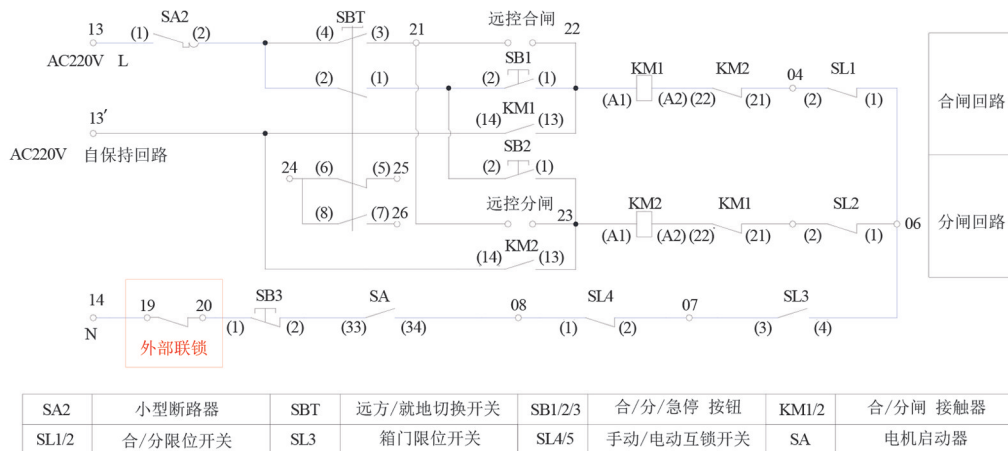 13 (1) SA2 (2) SBT (4) (3) 21 远控合闸 22
AC220V L
(2) (1) SB1 (2) (1) KM1 (A1) (A2) KM2 (22) (21) 04 SL1 (2) (1) 合闸回路
13′ KM1 (14) (13)
AC220V 自保持回路
SB2 (2) (1)
24 (6) (5) 25
(8) (7) 26
远控分闸 23 KM2 (A1) (A2) KM1 (22) (21) SL2 (2) (1) 06 分闸回路
KM2 (14) (13)
14 19 20 SB3 (1) (2) SA (33) (34) 08 SL4 (1) (2) 07 SL3 (3) (4)
N
外部联锁
SA2 小型断路器 SBT 远方/就地切换开关 SB1/2/3 合/分/急停 按钮 KM1/2 合/分闸 接触器
SL1/2 合/分限位开关 SL3 箱门限位开关 SL4/5 手动/电动互锁开关 SA 电机启动器